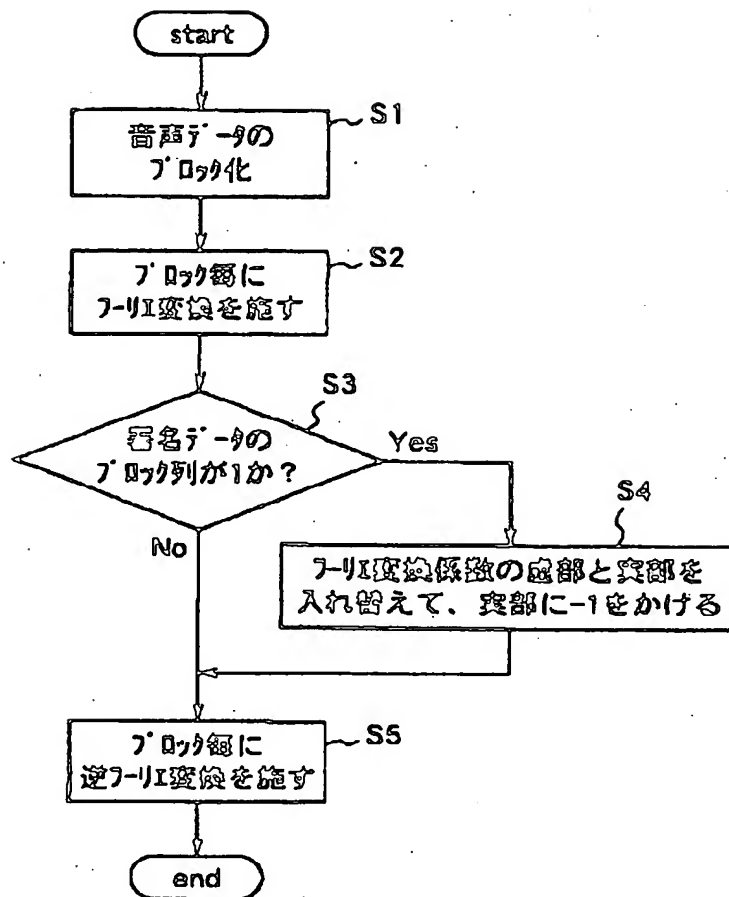 start
S1
音声データの
ブロック化
S2
ブロック毎に
フーリエ変換を施す
S3
署名データの
ブロック列が1か？
Yes
No
S4
フーリエ変換係数の虚部と実部を
入れ替えて、実部に-1をかける
S5
ブロック毎に
逆フーリエ変換を施す
end